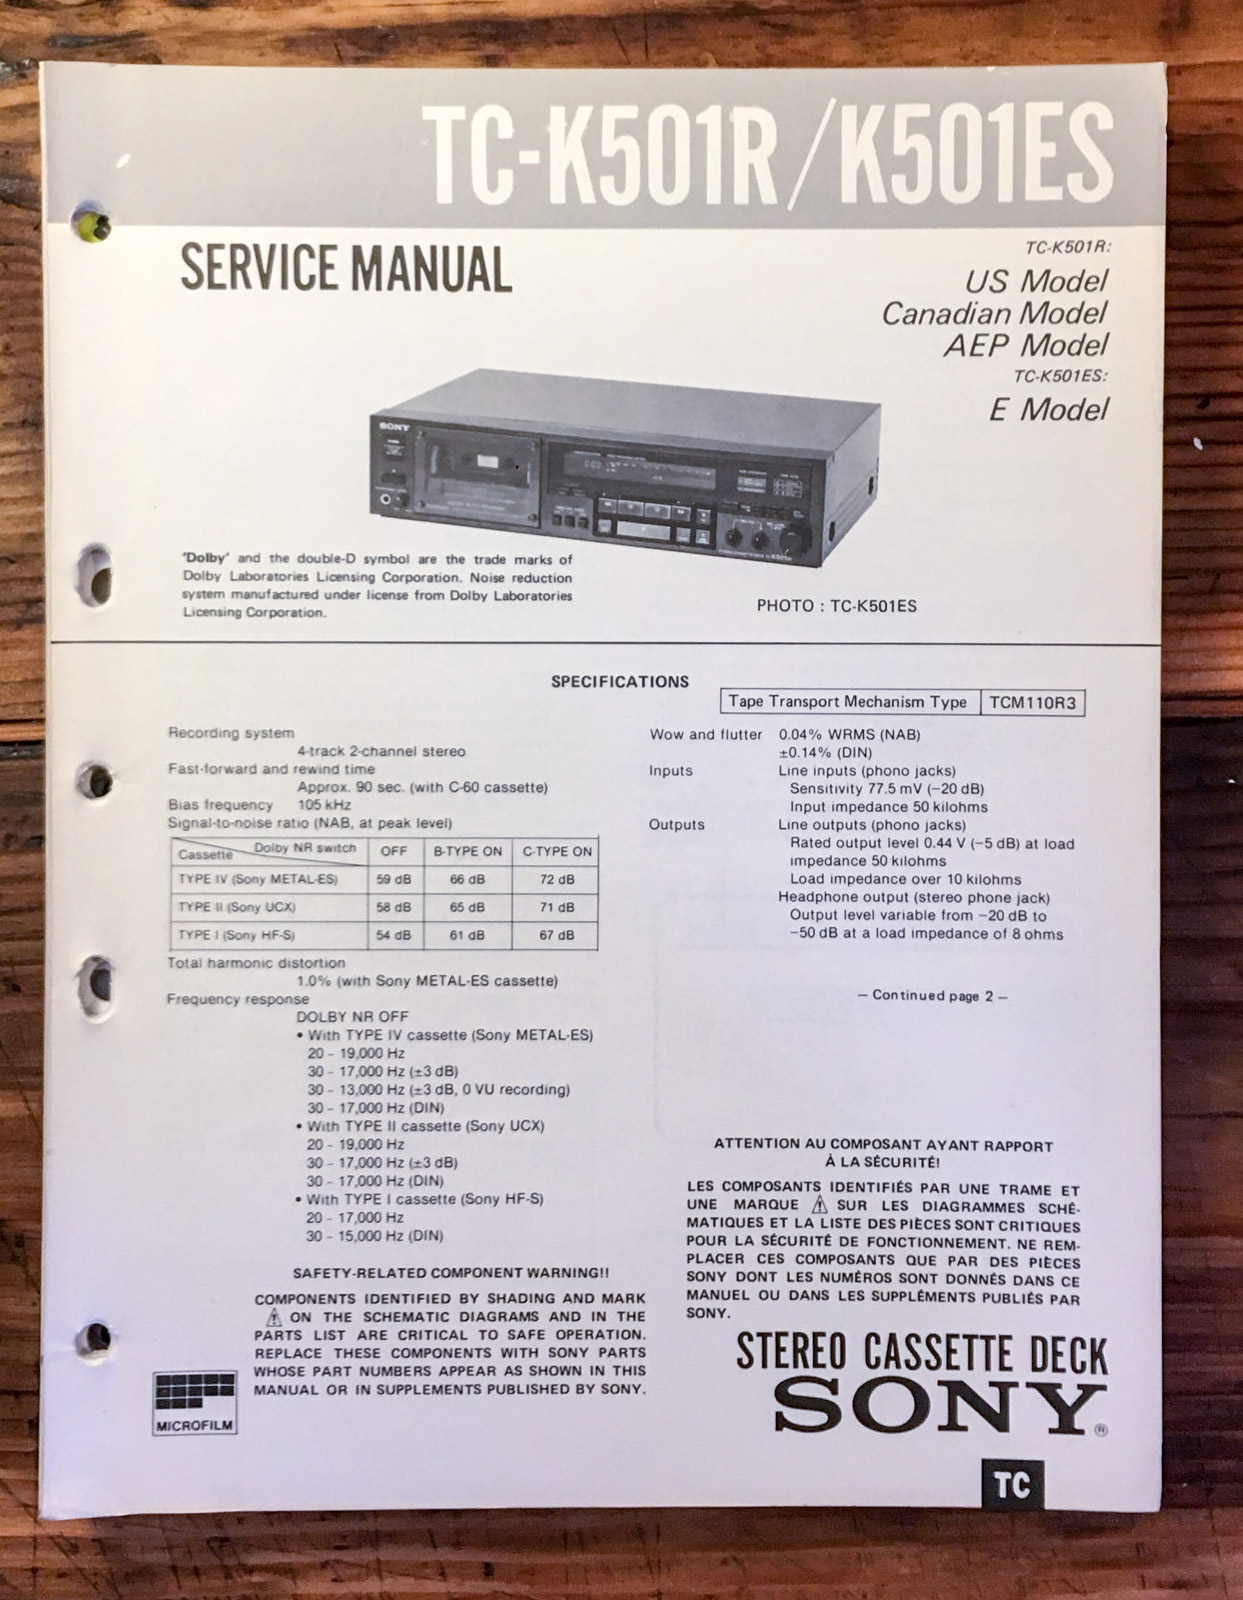 TC-K501R/K501ES
SERVICE MANUAL
TC-K501R:
US Model
Canadian Model
AEP Model
TC-K501ES:
E Model
SONY
"Dolby" and the double-D symbol are the trade marks of
Dolby Laboratories Licensing Corporation. Noise reduction
system manufactured under license from Dolby Laboratories
Licensing Corporation.
PHOTO : TC-K501ES
SPECIFICATIONS
Tape Transport Mechanism Type TCM110R3
Recording system
4-track 2-channel stereo
Fast-forward and rewind time
Approx. 90 sec. (with C-60 cassette)
Bias frequency 105 kHz
Signal-to-noise ratio (NAB, at peak level)
Cassette Dolby NR switch OFF B-TYPE ON C-TYPE ON
TYPE IV (Sony METAL-ES) 59 dB 66 dB 72 dB
TYPE II (Sony UCX) 58 dB 65 dB 71 dB
TYPE I (Sony HF-S) 54 dB 61 dB 67 dB
Total harmonic distortion
1.0% (with Sony METAL-ES cassette)
Frequency response
DOLBY NR OFF
• With TYPE IV cassette (Sony METAL-ES)
20 – 19,000 Hz
30 – 17,000 Hz (±3 dB)
30 – 13,000 Hz (±3 dB, 0 VU recording)
30 – 17,000 Hz (DIN)
• With TYPE II cassette (Sony UCX)
20 – 19,000 Hz
30 – 17,000 Hz (±3 dB)
30 – 17,000 Hz (DIN)
• With TYPE I cassette (Sony HF-S)
20 – 17,000 Hz
30 – 15,000 Hz (DIN)
Wow and flutter 0.04% WRMS (NAB)
±0.14% (DIN)
Inputs Line inputs (phono jacks)
Sensitivity 77.5 mV (−20 dB)
Input impedance 50 kilohms
Outputs Line outputs (phono jacks)
Rated output level 0.44 V (−5 dB) at load
impedance 50 kilohms
Load impedance over 10 kilohms
Headphone output (stereo phone jack)
Output level variable from −20 dB to
−50 dB at a load impedance of 8 ohms
— Continued page 2 —
SAFETY-RELATED COMPONENT WARNING!!
COMPONENTS IDENTIFIED BY SHADING AND MARK
⚠ ON THE SCHEMATIC DIAGRAMS AND IN THE
PARTS LIST ARE CRITICAL TO SAFE OPERATION.
REPLACE THESE COMPONENTS WITH SONY PARTS
WHOSE PART NUMBERS APPEAR AS SHOWN IN THIS
MANUAL OR IN SUPPLEMENTS PUBLISHED BY SONY.
ATTENTION AU COMPOSANT AYANT RAPPORT
À LA SÉCURITÉ!
LES COMPOSANTS IDENTIFIÉS PAR UNE TRAME ET
UNE MARQUE ⚠ SUR LES DIAGRAMMES SCHÉ-
MATIQUES ET LA LISTE DES PIÈCES SONT CRITIQUES
POUR LA SÉCURITÉ DE FONCTIONNEMENT. NE REM-
PLACER CES COMPOSANTS QUE PAR DES PIÈCES
SONY DONT LES NUMÉROS SONT DONNÉS DANS CE
MANUEL OU DANS LES SUPPLÉMENTS PUBLIÉS PAR
SONY.
MICROFILM
STEREO CASSETTE DECK
SONY®
TC